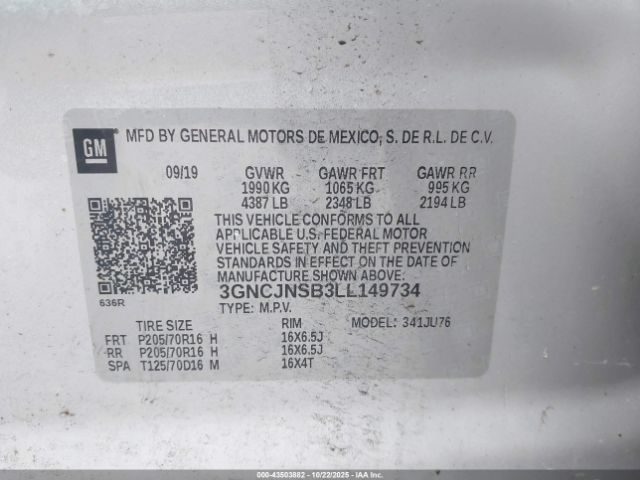 GM
MFD BY GENERAL MOTORS DE MEXICO, S. DE R.L. DE C.V.
09/19 GVWR GAWR FRT GAWR RR
1990 KG 1065 KG 995 KG
4387 LB 2348 LB 2194 LB
THIS VEHICLE CONFORMS TO ALL
APPLICABLE U.S. FEDERAL MOTOR
VEHICLE SAFETY AND THEFT PREVENTION
STANDARDS IN EFFECT ON THE DATE OF
MANUFACTURE SHOWN ABOVE.
636R
3GNCJNSB3LL149734
TYPE: M.P.V.
TIRE SIZE RIM MODEL: 341JU76
FRT P205/70R16 H 16X6.5J
RR P205/70R16 H 16X6.5J
SPA T125/70D16 M 16X4T
000-43503882 | 10/22/2025 | IAAI.COM